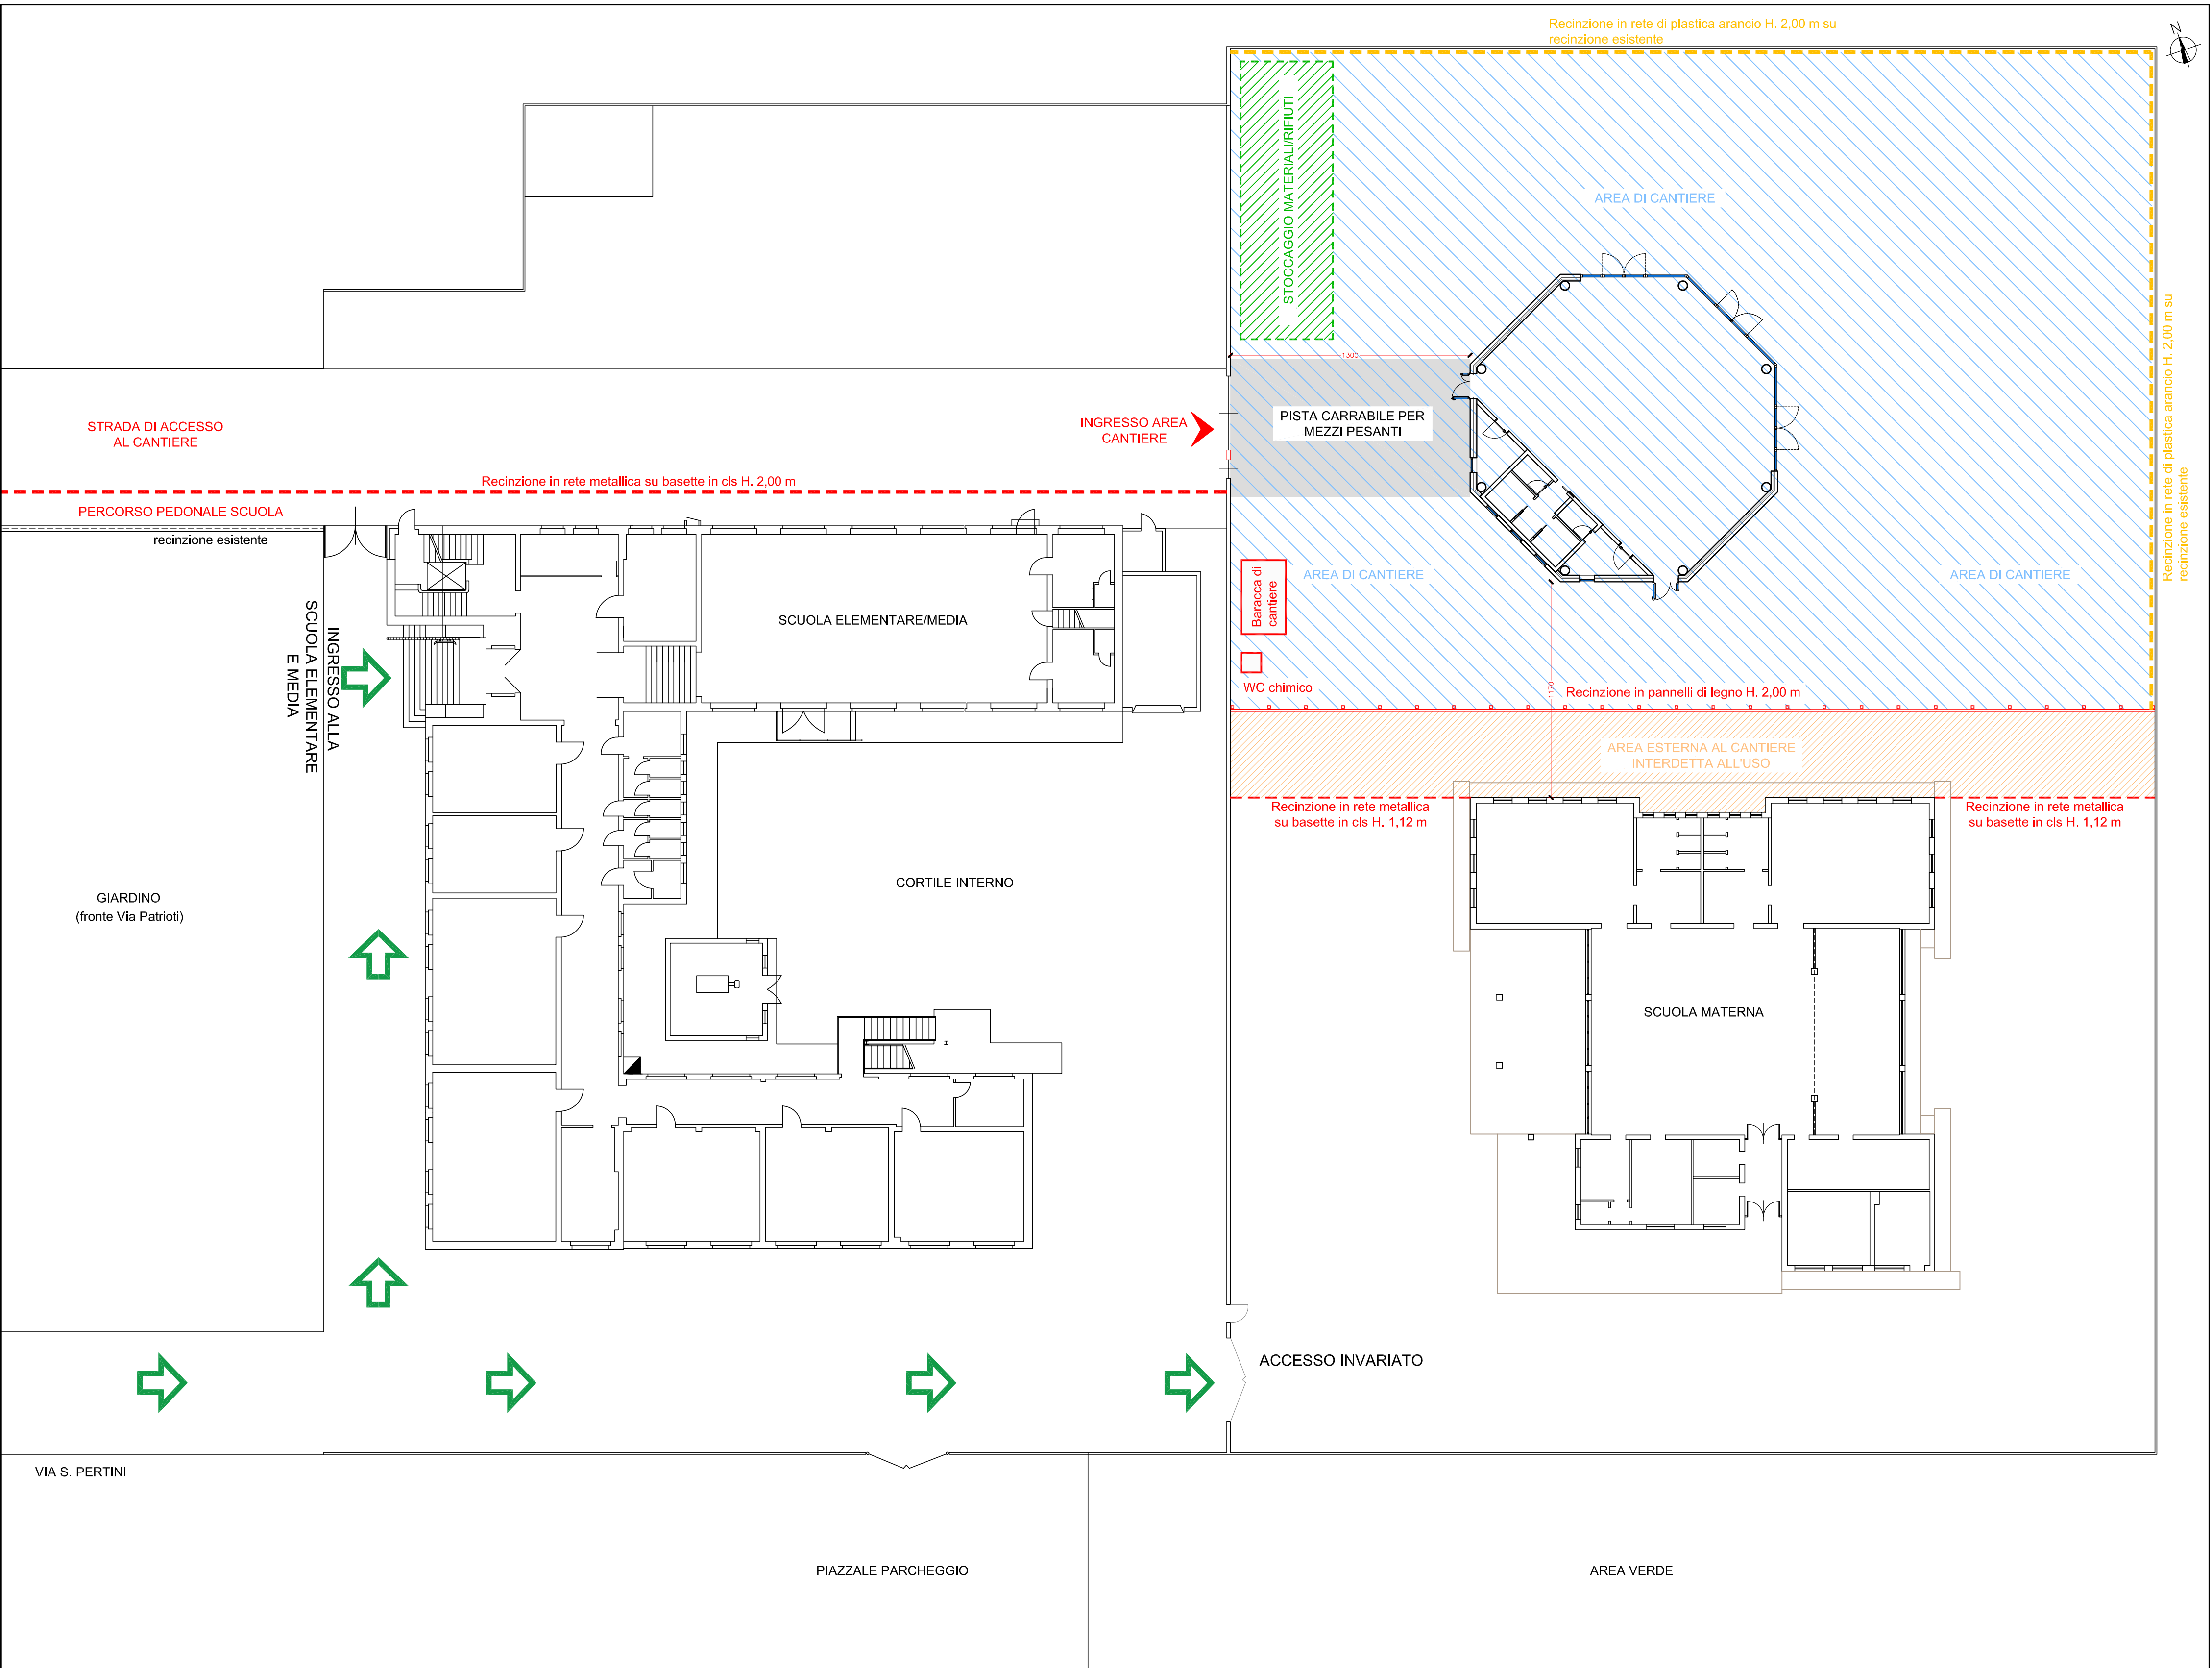 Recinzione in rete di plastica arancio H. 2,00 m su
recinzione esistente
N
STOCCAGGIO MATERIALI/RIFIUTI
AREA DI CANTIERE
Recinzione in rete di plastica arancio H. 2,00 m su
recinzione esistente
1300
STRADA DI ACCESSO
AL CANTIERE
INGRESSO AREA
CANTIERE
PISTA CARRABILE PER
MEZZI PESANTI
Recinzione in rete metallica su basette in cls H. 2,00 m
PERCORSO PEDONALE SCUOLA
recinzione esistente
Baracca di
cantiere
AREA DI CANTIERE
AREA DI CANTIERE
INGRESSO ALLA
SCUOLA ELEMENTARE
E MEDIA
SCUOLA ELEMENTARE/MEDIA
WC chimico
1170
Recinzione in pannelli di legno H. 2,00 m
AREA ESTERNA AL CANTIERE
INTERDETTA ALL'USO
Recinzione in rete metallica
su basette in cls H. 1,12 m
Recinzione in rete metallica
su basette in cls H. 1,12 m
GIARDINO
(fronte Via Patrioti)
CORTILE INTERNO
SCUOLA MATERNA
ACCESSO INVARIATO
VIA S. PERTINI
PIAZZALE PARCHEGGIO
AREA VERDE